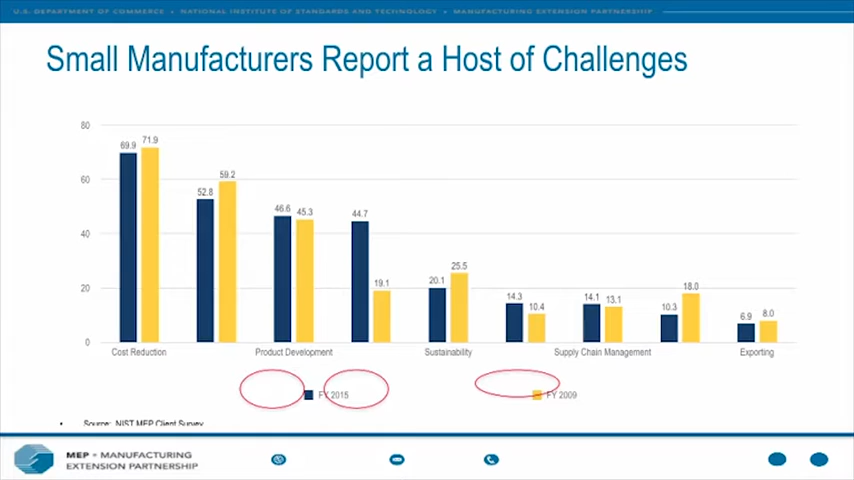 U.S. DEPARTMENT OF COMMERCE • NATIONAL INSTITUTE OF STANDARDS AND TECHNOLOGY • MANUFACTURING EXTENSION PARTNERSHIP
Small Manufacturers Report a Host of Challenges
80
60
40
20
0
69.9 71.9
52.8 59.2
46.6 45.3
44.7 19.1
20.1 25.5
14.3 10.4
14.1 13.1
10.3 18.0
6.9 8.0
Cost Reduction Product Development Sustainability Supply Chain Management Exporting
FY 2015 FY 2009
• Source: NIST MEP Client Survey
MEP • MANUFACTURING
EXTENSION PARTNERSHIP